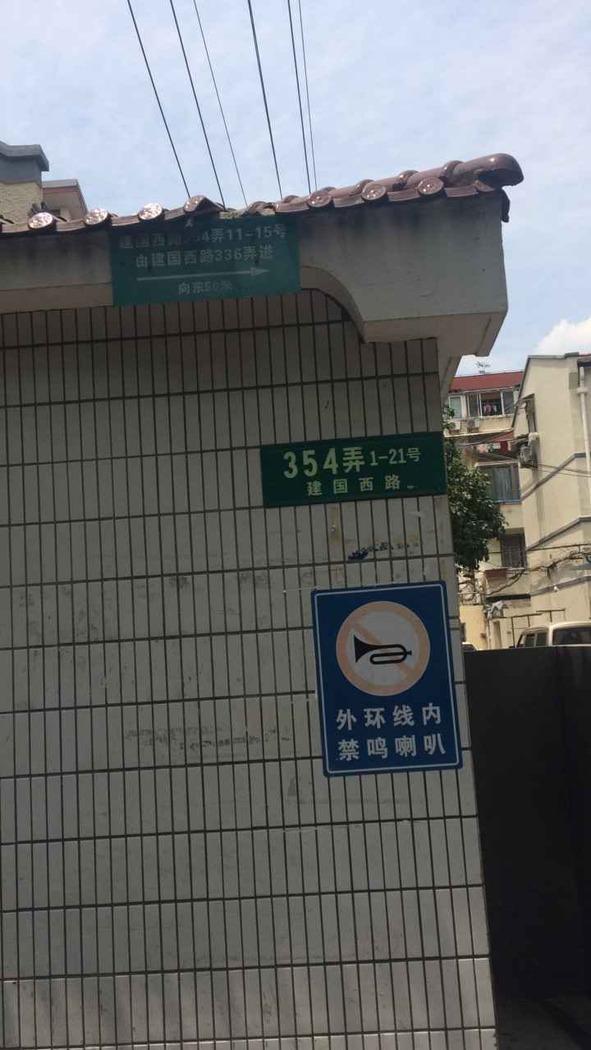 建国西路354弄11-15号
由建国西路336弄进
向东50米
354弄1-21号
建国西路
外环线内
禁鸣喇叭